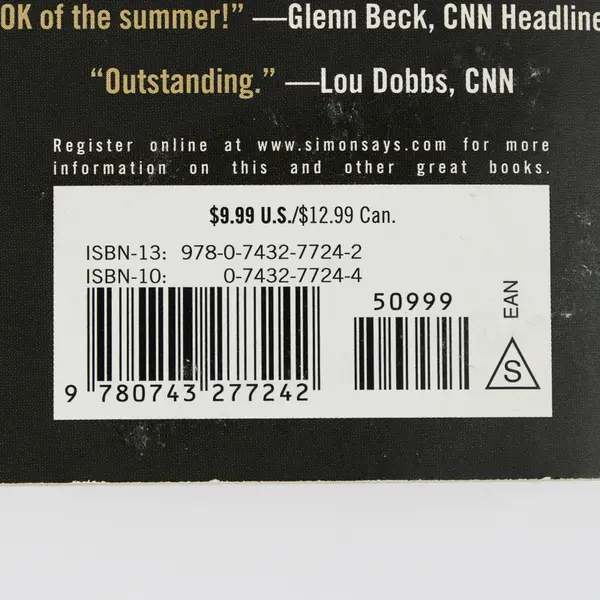 OK of the summer!” —Glenn Beck, CNN Headline
“Outstanding.” —Lou Dobbs, CNN
Register online at www.simonsays.com for more
information on this and other great books.
$9.99 U.S./$12.99 Can.
ISBN-13: 978-0-7432-7724-2
ISBN-10: 0-7432-7724-4
50999
EAN
S
9 780743 277242